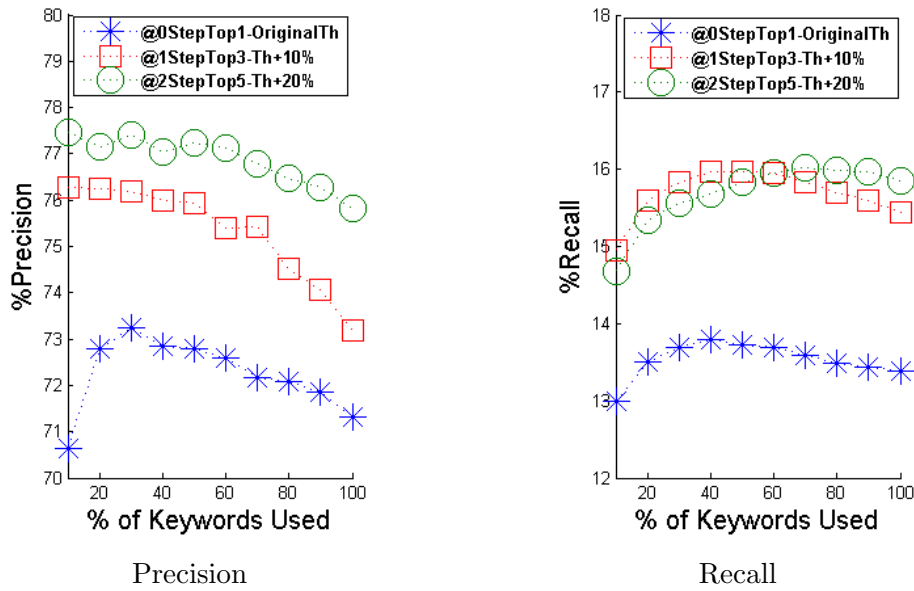 80
79
78
77
76
75
74
73
72
71
70
%Precision
@0StepTop1-OriginalTh
@1StepTop3-Th+10%
@2StepTop5-Th+20%
20 40 60 80 100
% of Keywords Used
Precision
18
17
16
15
14
13
12
%Recall
@0StepTop1-OriginalTh
@1StepTop3-Th+10%
@2StepTop5-Th+20%
20 40 60 80 100
% of Keywords Used
Recall